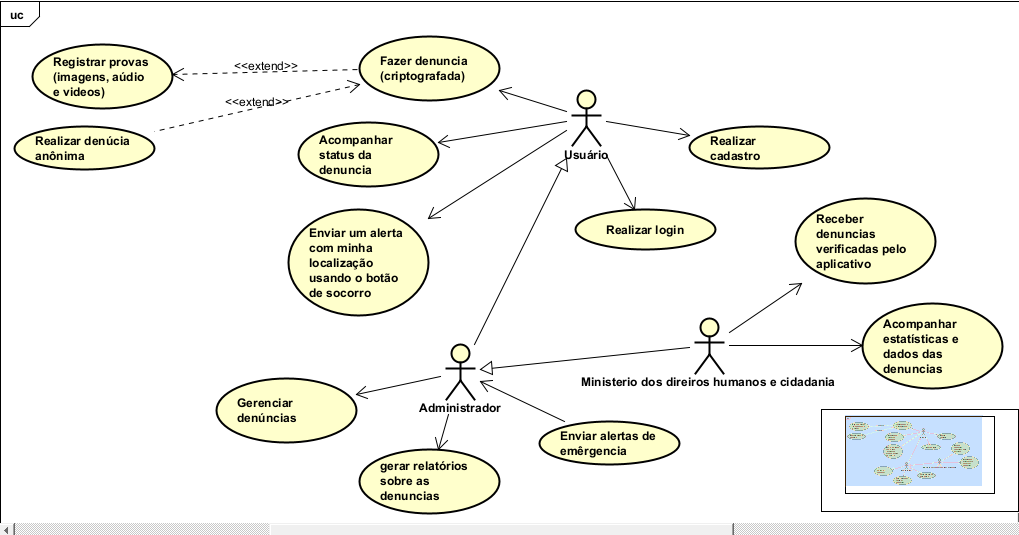 uc
Registrar provas
(imagens, aúdio
e videos)
<<extend>>
Fazer denuncia
(criptografada)
<<extend>>
Realizar denúcia
anônima
Acompanhar
status da
denuncia
Usuário
Realizar
cadastro
Enviar um alerta
com minha
localização
usando o botão
de socorro
Realizar login
Receber
denuncias
verificadas pelo
aplicativo
Acompanhar
estatísticas e
dados das
denuncias
Ministerio dos direiros humanos e cidadania
Administrador
Gerenciar
denúncias
Enviar alertas de
emêrgencia
gerar relatórios
sobre as
denuncias